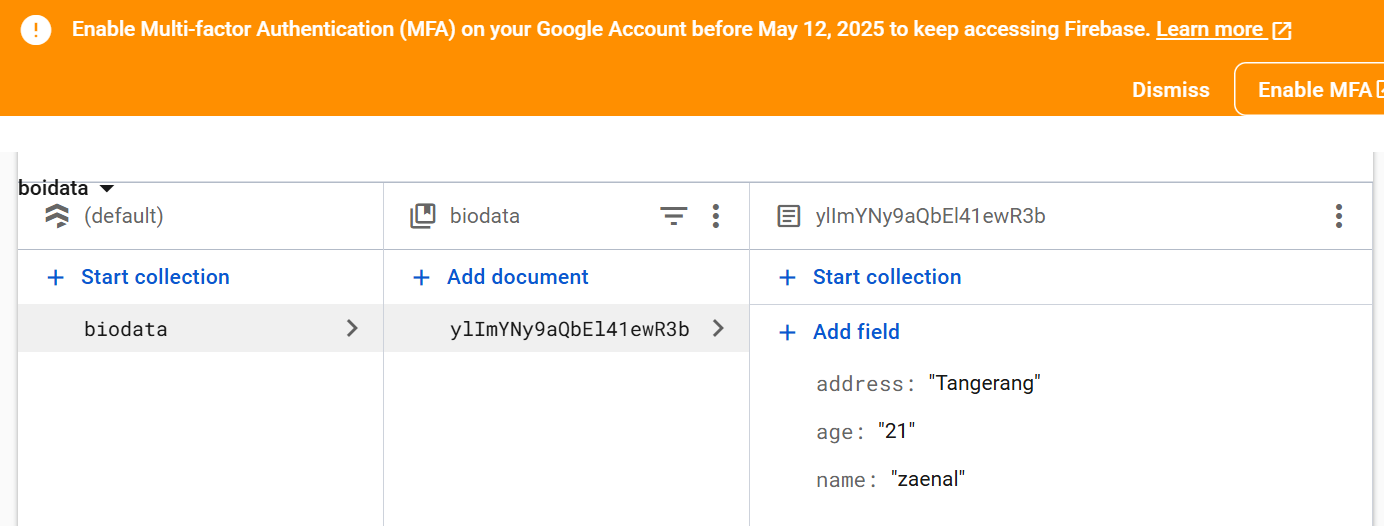 Enable Multi-factor Authentication (MFA) on your Google Account before May 12, 2025 to keep accessing Firebase. Learn more
Dismiss
Enable MFA
boidata
(default)
biodata
ylImYNy9aQbEl41ewR3b
+ Start collection
+ Add document
+ Start collection
biodata
ylImYNy9aQbEl41ewR3b
+ Add field
address: "Tangerang"
age: "21"
name: "zaenal"